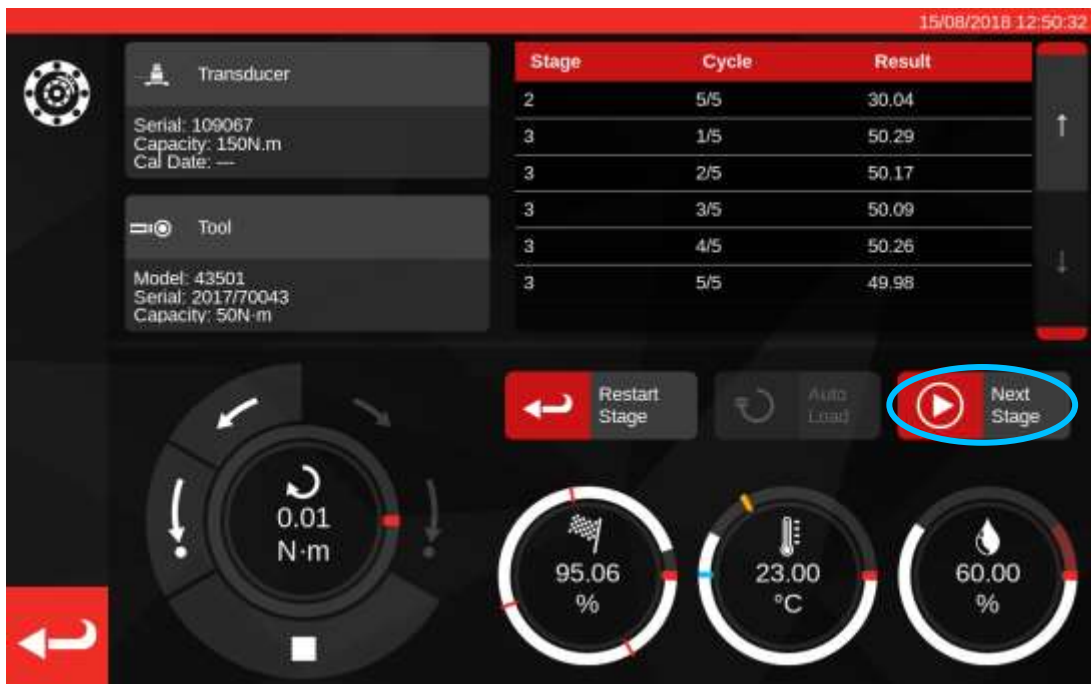 15/08/2018 12:50:32
Transducer
Serial: 109067
Capacity: 150N.m
Cal Date: —
Tool
Model: 43501
Serial: 2017/70043
Capacity: 50N·m
Stage Cycle Result
2 5/5 30.04
3 1/5 50.29
3 2/5 50.17
3 3/5 50.09
3 4/5 50.26
3 5/5 49.98
Restart
Stage
Auto
Load
Next
Stage
0.01
N·m
95.06
%
23.00
°C
60.00
%